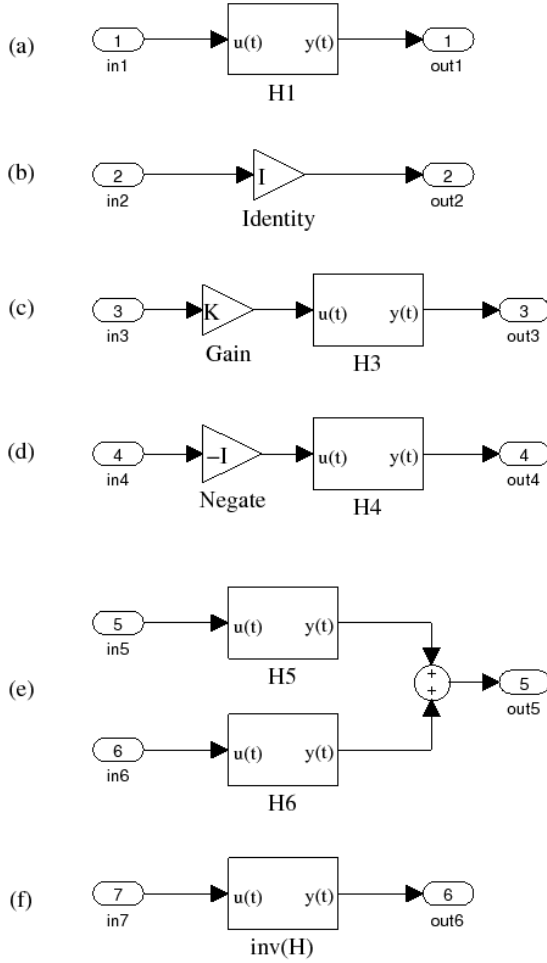 (a) 1 u(t) y(t) 1
in1 out1
H1
(b) 2 I 2
in2 out2
Identity
(c) 3 K u(t) y(t) 3
in3 out3
Gain H3
(d) 4 –I u(t) y(t) 4
in4 out4
Negate H4
5 u(t) y(t)
in5
H5
(e) + + 5
out5
6 u(t) y(t)
in6
H6
(f) 7 u(t) y(t) 6
in7 out6
inv(H)